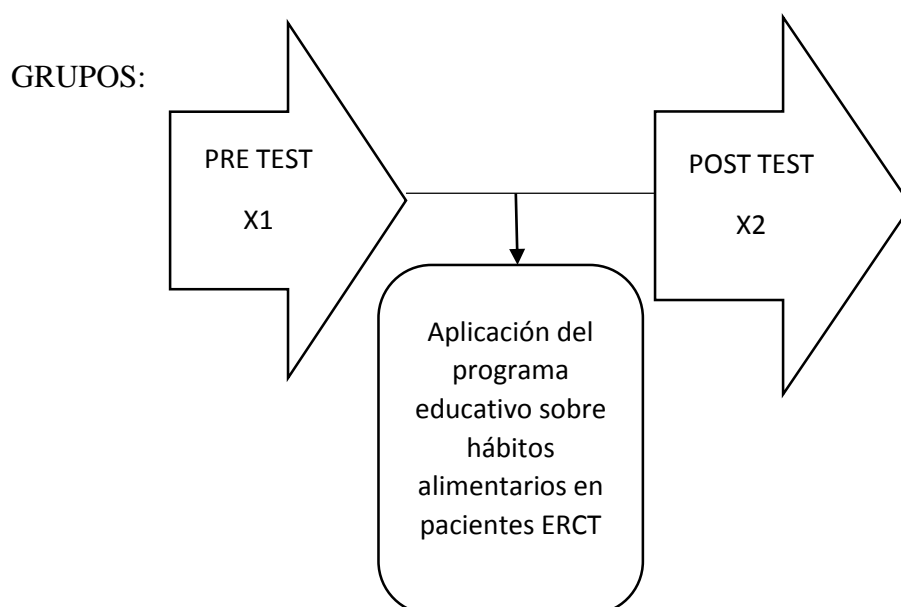 GRUPOS:
PRE TEST
X1
POST TEST
X2
Aplicación del
programa
educativo sobre
hábitos
alimentarios en
pacientes ERCT